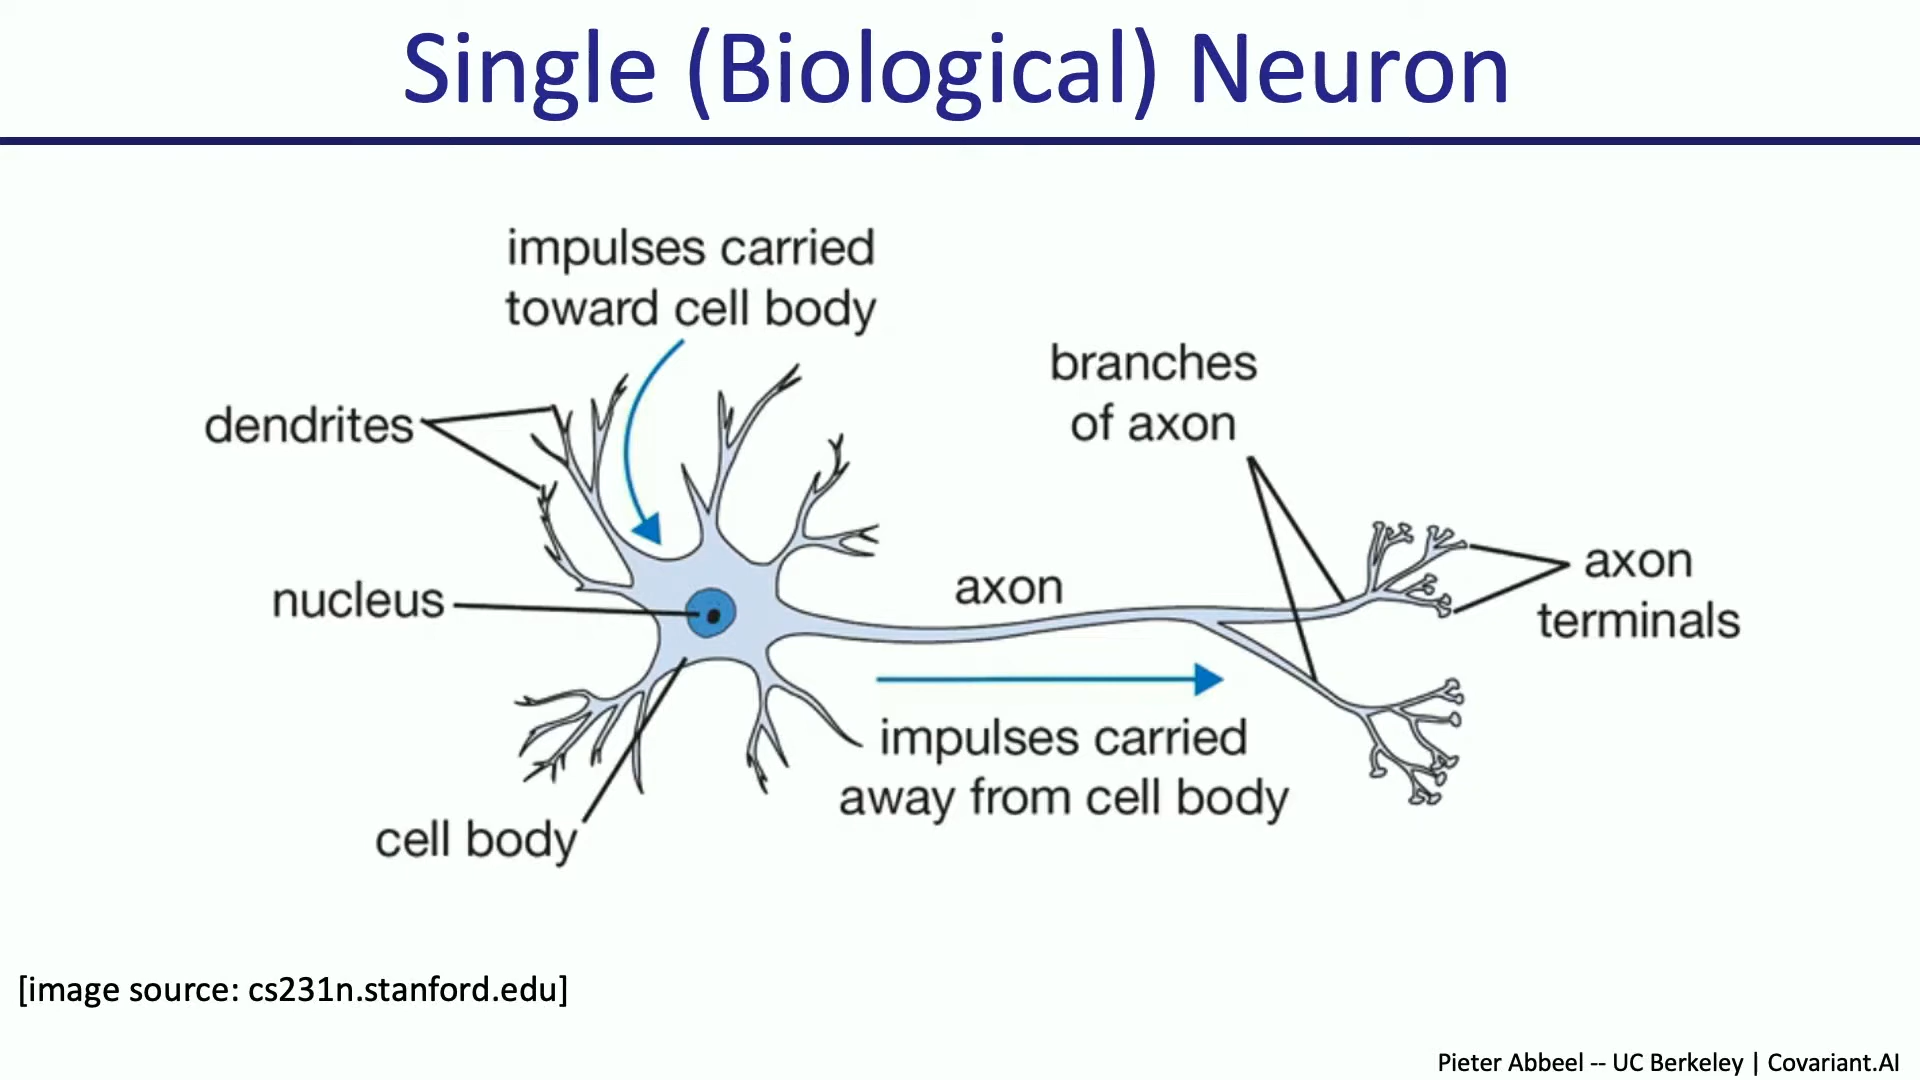 Single (Biological) Neuron
impulses carried
toward cell body
branches
of axon
dendrites
axon
terminals
nucleus
axon
impulses carried
away from cell body
cell body
[image source: cs231n.stanford.edu]
Pieter Abbeel -- UC Berkeley | Covariant.AI